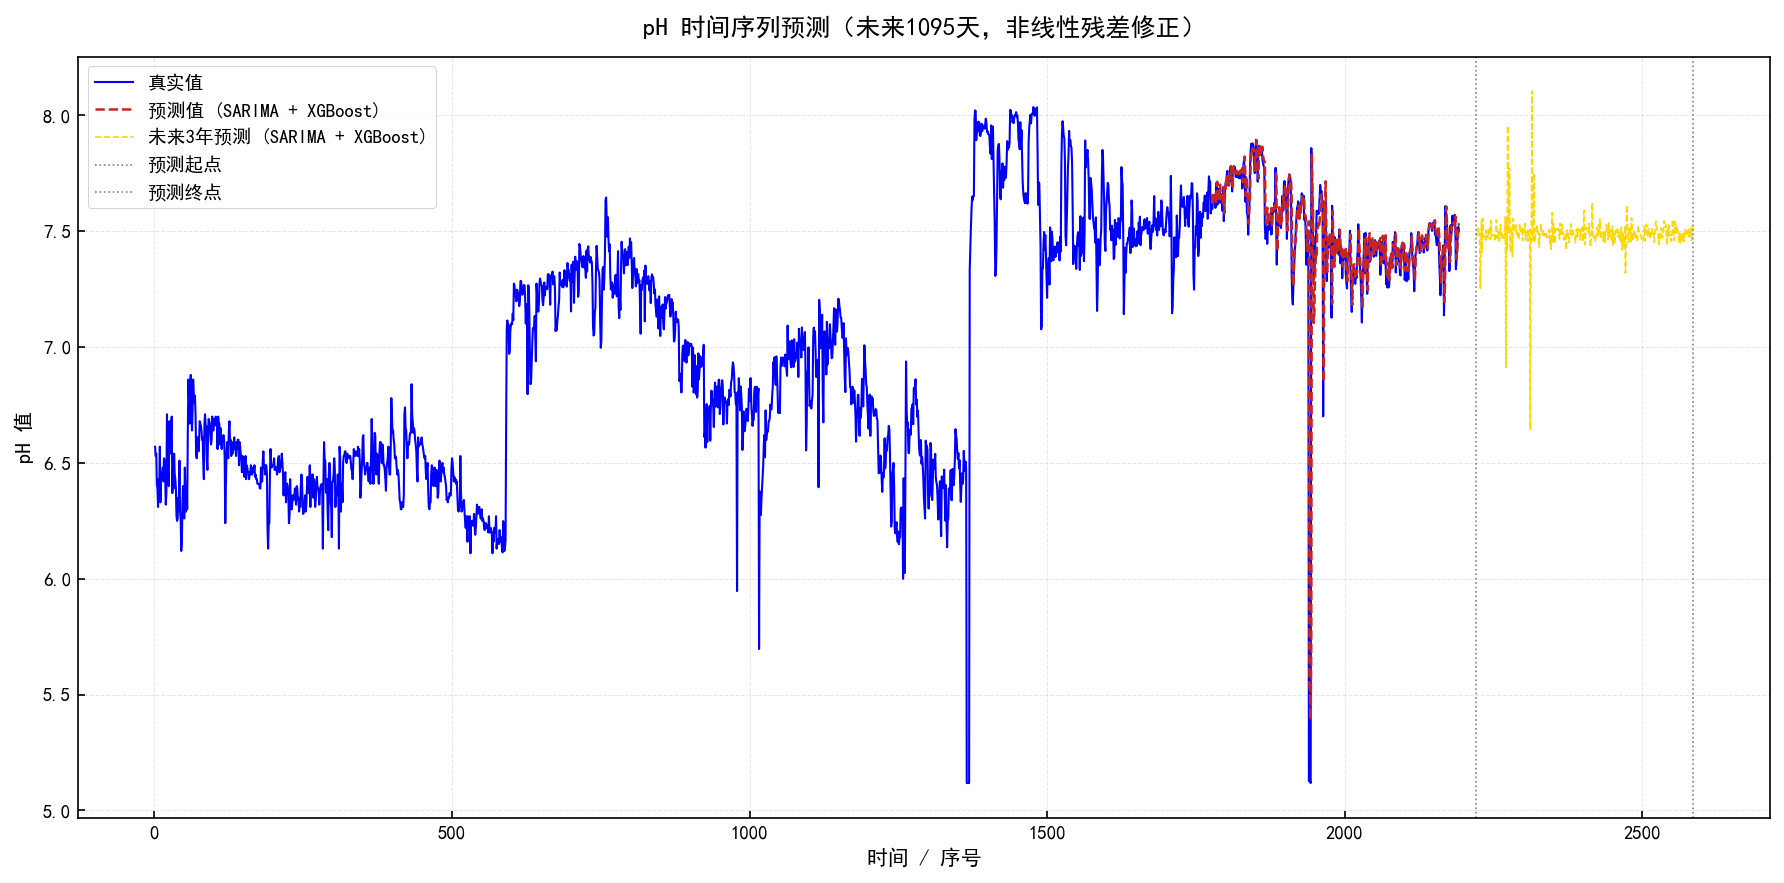 pH 时间序列预测（未来1095天，非线性残差修正）
真实值
预测值 (SARIMA + XGBoost)
未来3年预测 (SARIMA + XGBoost)
预测起点
预测终点
pH 值
8.0
7.5
7.0
6.5
6.0
5.5
5.0
0 500 1000 1500 2000 2500
时间 / 序号